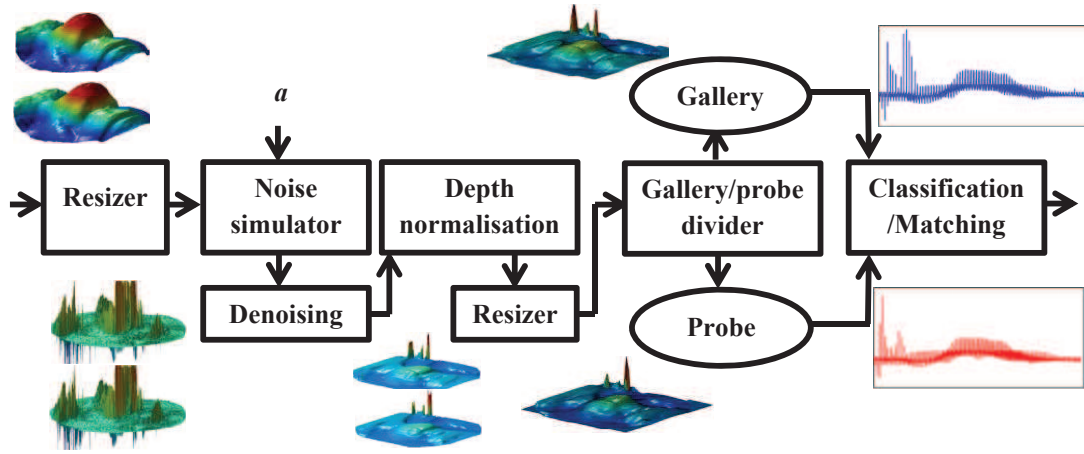 a
Gallery
Resizer
Noise
simulator
Depth
normalisation
Gallery/probe
divider
Classification
/Matching
Denoising
Resizer
Probe